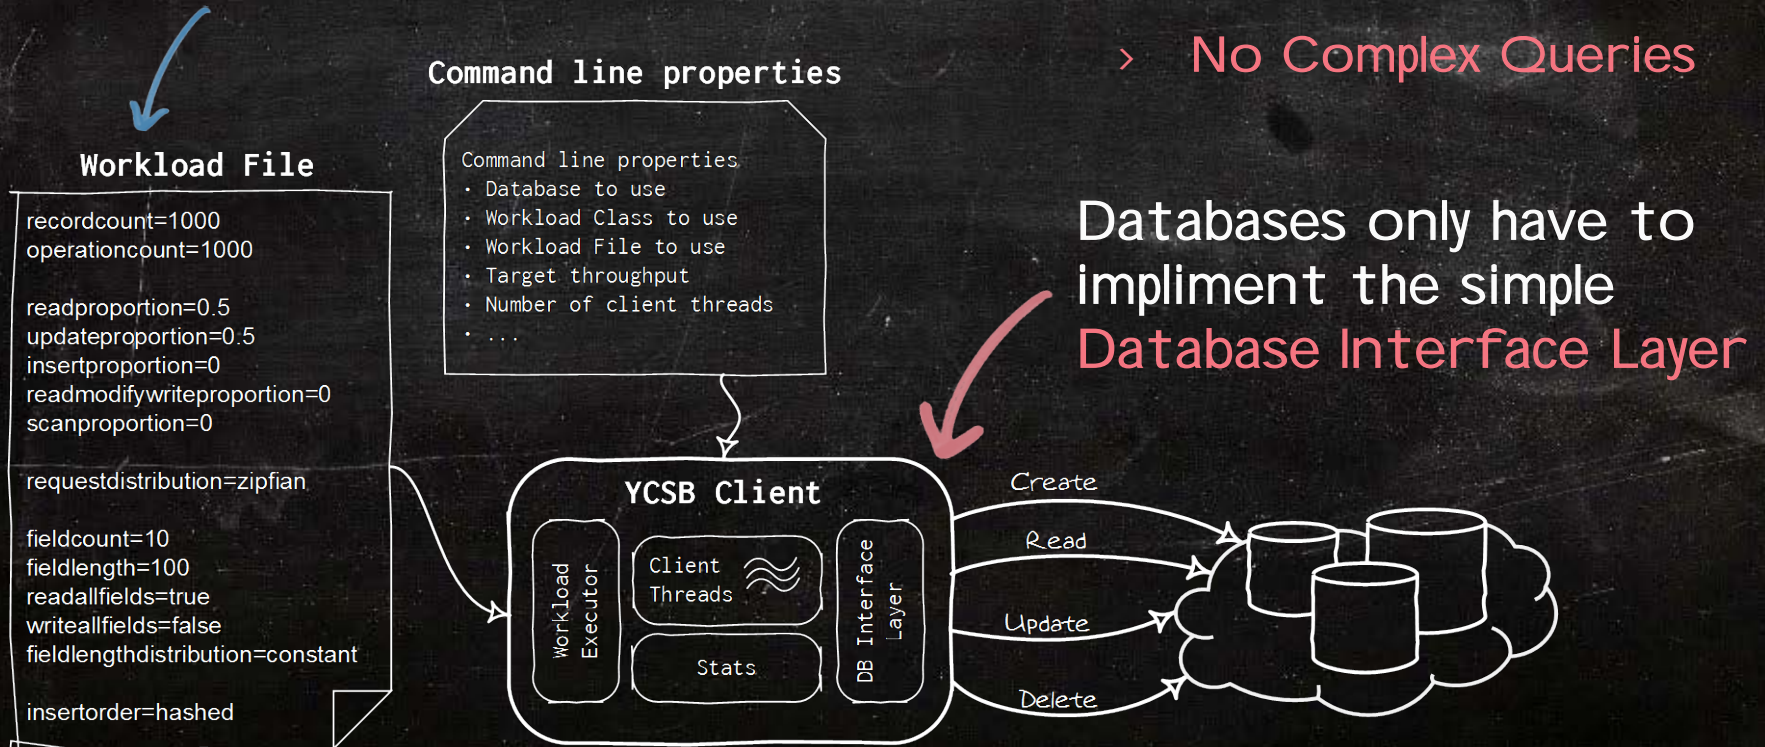 Workload File
recordcount=1000
operationcount=1000
readproportion=0.5
updateproportion=0.5
insertproportion=0
readmodifywriteproportion=0
scanproportion=0
requestdistribution=zipfian
fieldcount=10
fieldlength=100
readallfields=true
writeallfields=false
fieldlengthdistribution=constant
insertorder=hashed
Command line properties
Command line properties
· Database to use
· Workload Class to use
· Workload File to use
· Target throughput
· Number of client threads
· ...
› No Complex Queries
Databases only have to
impliment the simple
Database Interface Layer
YCSB Client
Workload
Executor
Client
Threads
Stats
DB Interface
Layer
Create
Read
Update
Delete